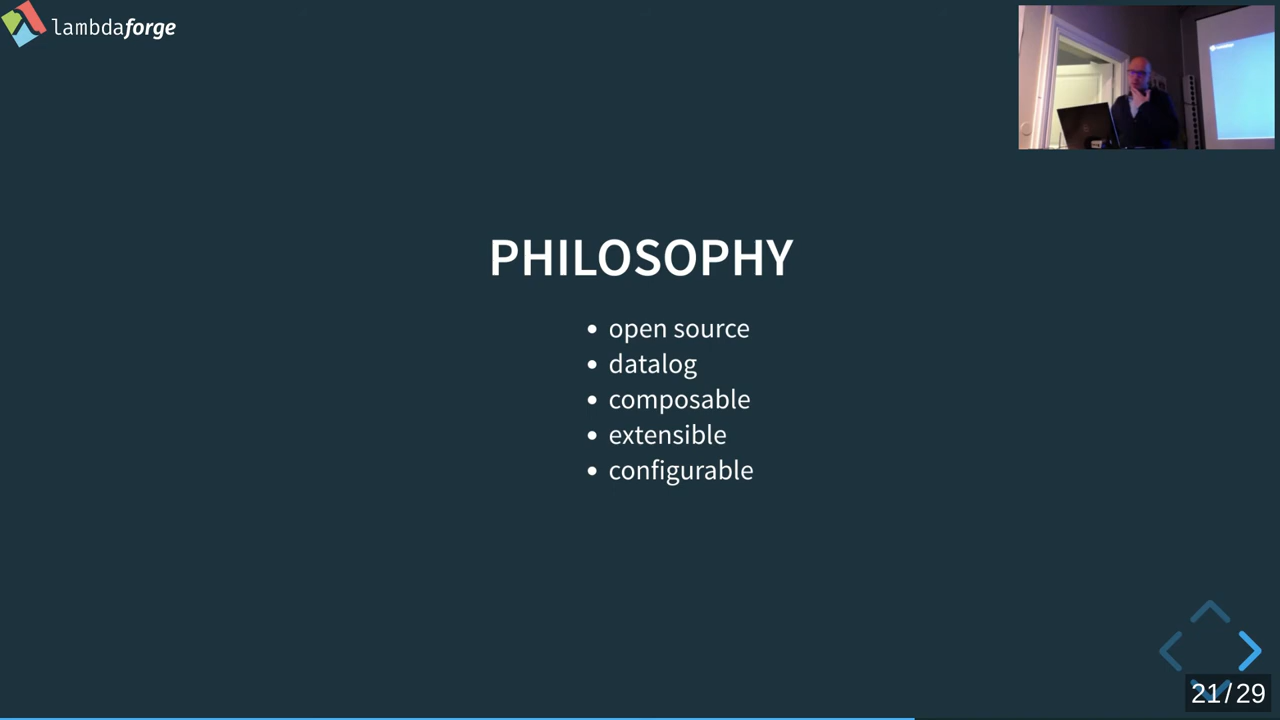 lambdaforge
PHILOSOPHY
• open source
• datalog
• composable
• extensible
• configurable
21/29